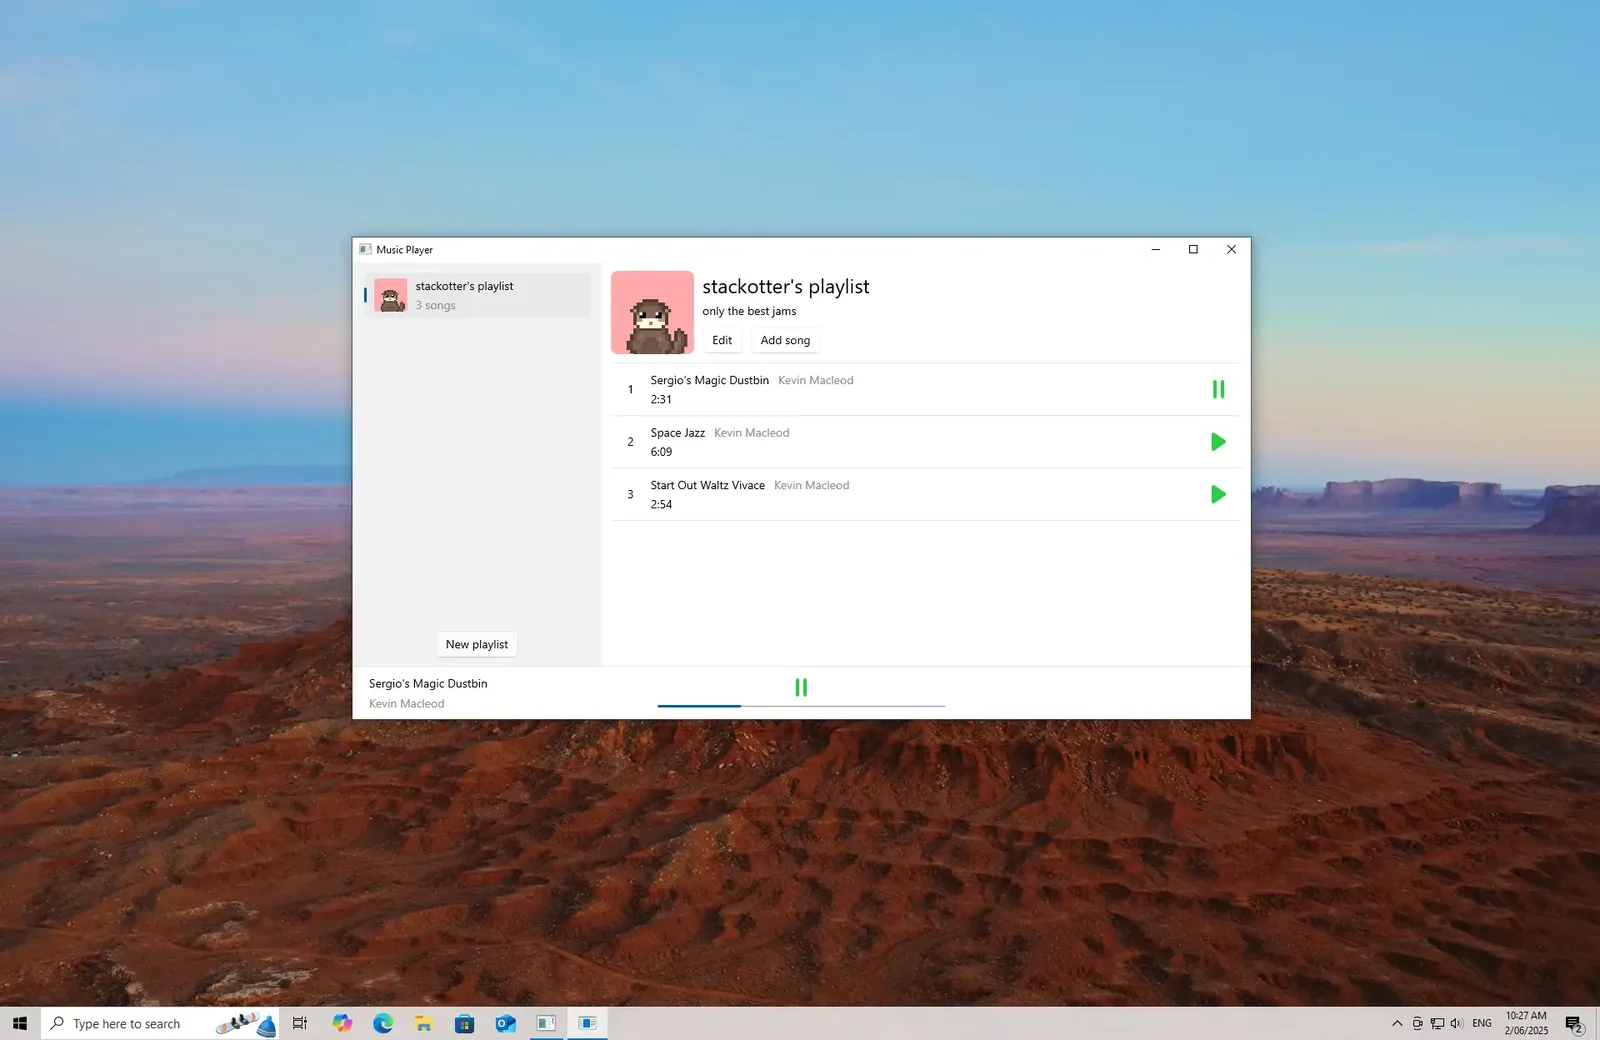 Music Player
stackotter's playlist
3 songs
New playlist
stackotter's playlist
only the best jams
Edit Add song
1 Sergio's Magic Dustbin Kevin Macleod
2:31
2 Space Jazz Kevin Macleod
6:09
3 Start Out Waltz Vivace Kevin Macleod
2:54
Sergio's Magic Dustbin
Kevin Macleod
Type here to search
ENG
10:27 AM
2/06/2025
2